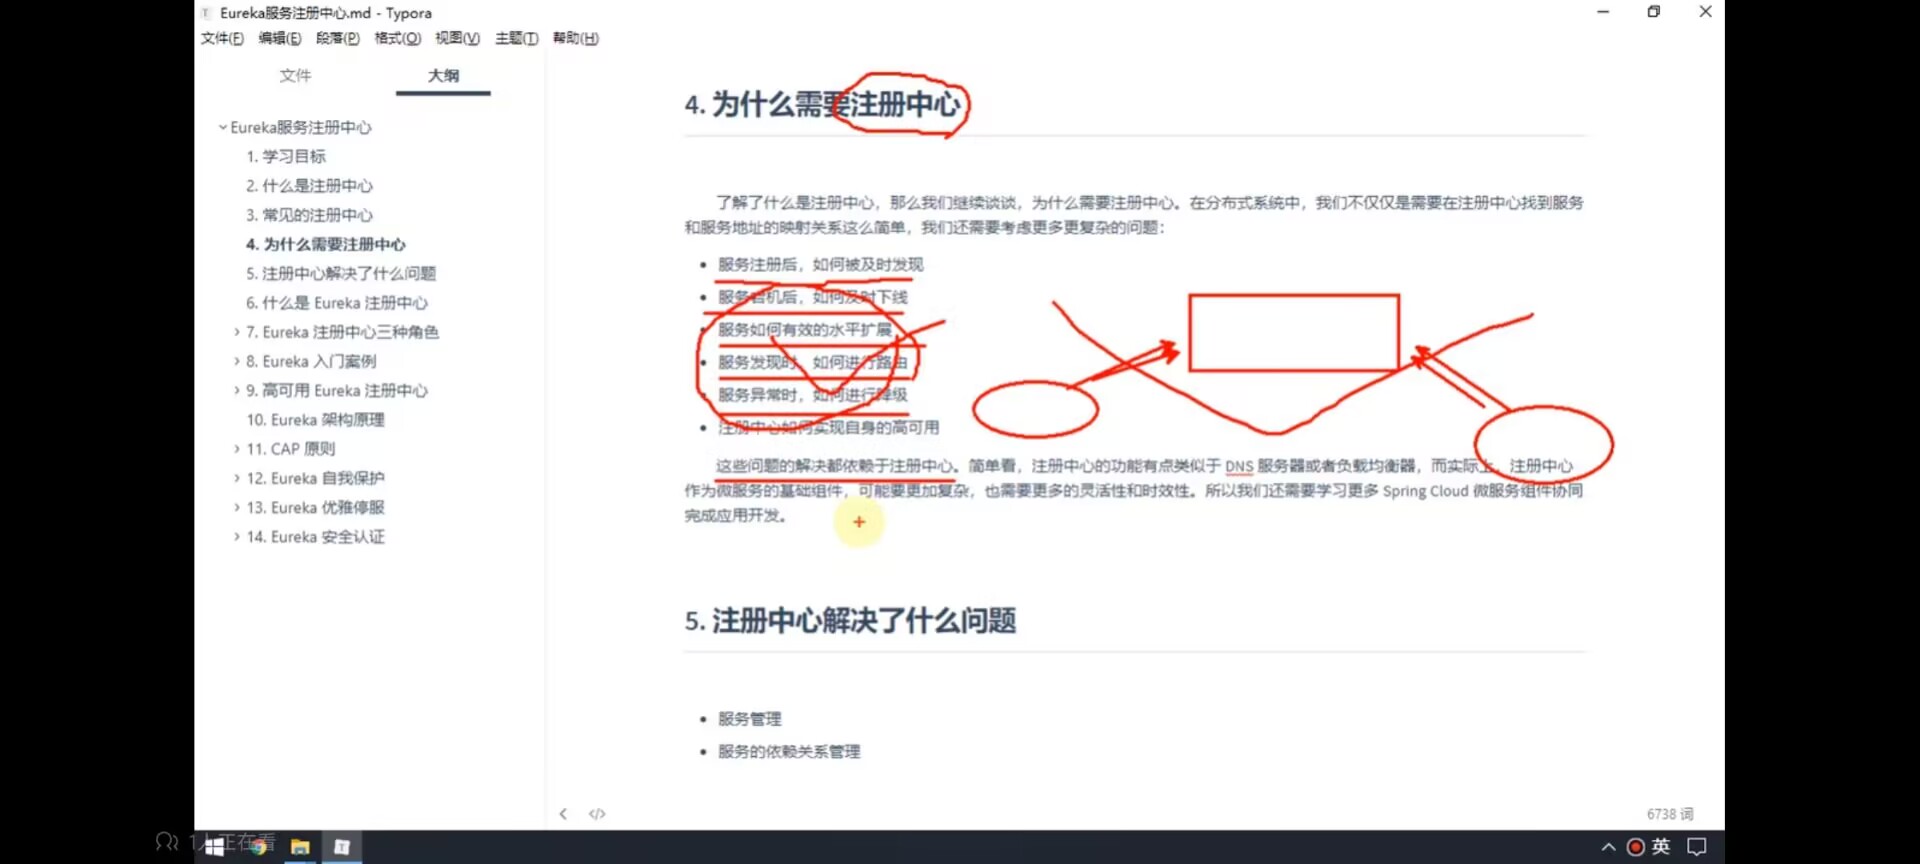 Eureka服务注册中心.md - Typora
文件(F) 编辑(E) 段落(P) 格式(O) 视图(V) 主题(T) 帮助(H)
文件 大纲
Eureka服务注册中心
1. 学习目标
2. 什么是注册中心
3. 常见的注册中心
4. 为什么需要注册中心
5. 注册中心解决了什么问题
6. 什么是 Eureka 注册中心
7. Eureka 注册中心三种角色
8. Eureka 入门案例
9. 高可用 Eureka 注册中心
10. Eureka 架构原理
11. CAP 原则
12. Eureka 自我保护
13. Eureka 优雅停服
14. Eureka 安全认证
4. 为什么需要注册中心
了解了什么是注册中心，那么我们继续谈谈，为什么需要注册中心。在分布式系统中，我们不仅仅是需要在注册中心找到服务
和服务地址的映射关系这么简单，我们还需要考虑更多更复杂的问题：
服务注册后，如何被及时发现
服务宕机后，如何及时下线
服务如何有效的水平扩展
服务发现时，如何进行路由
服务异常时，如何进行降级
注册中心如何实现自身的高可用
这些问题的解决都依赖于注册中心。简单看，注册中心的功能有点类似于 DNS 服务器或者负载均衡器，而实际上，注册中心
作为微服务的基础组件，可能要更加复杂，也需要更多的灵活性和时效性。所以我们还需要学习更多 Spring Cloud 微服务组件协同
完成应用开发。
5. 注册中心解决了什么问题
服务管理
服务的依赖关系管理
6738 词
1人正在看
英